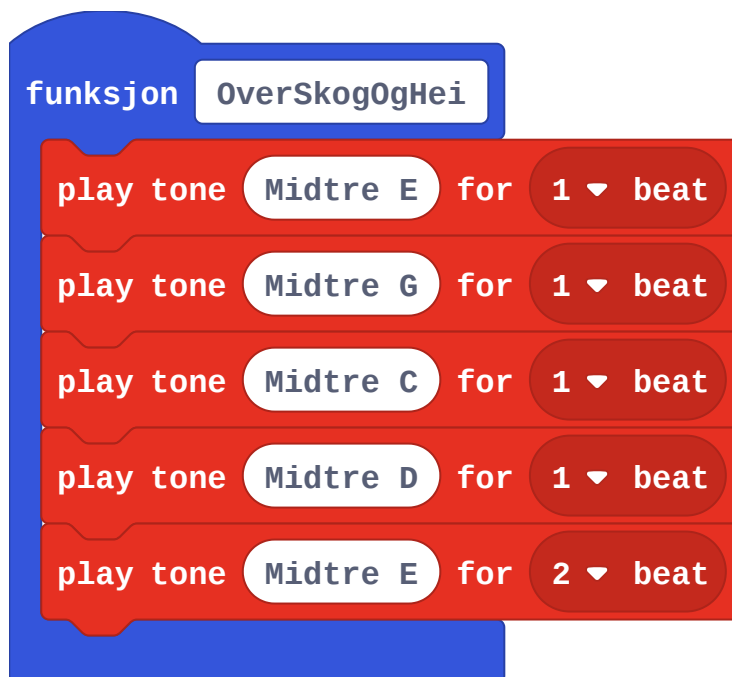 funksjon OverSkogOgHei
play tone Midtre E for 1 beat
play tone Midtre G for 1 beat
play tone Midtre C for 1 beat
play tone Midtre D for 1 beat
play tone Midtre E for 2 beat